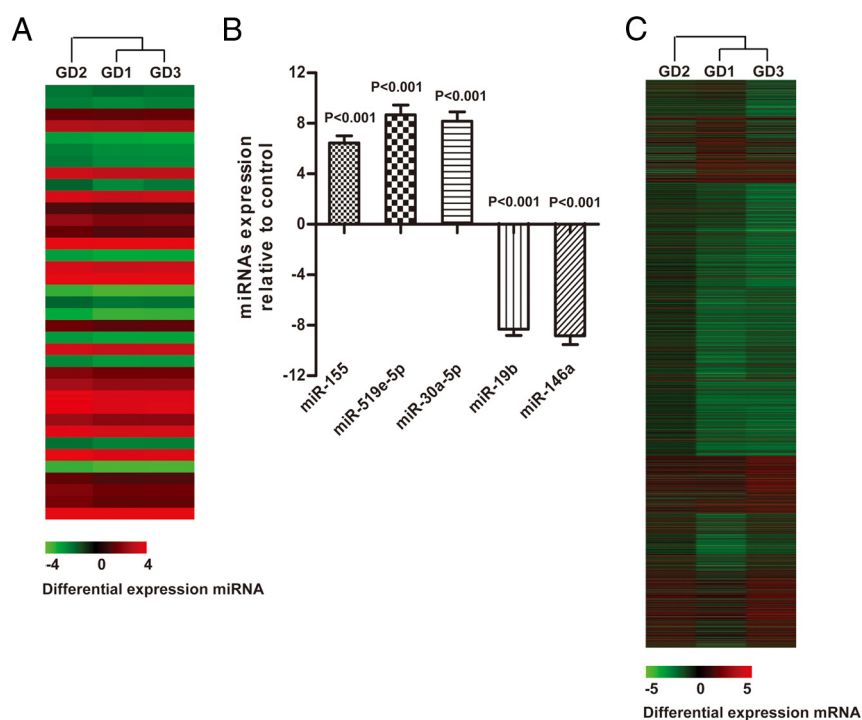 A
GD2 GD1 GD3
-4 0 4
Differential expression miRNA
B
miRNAs expression
relative to control
12
8
4
0
-4
-8
-12
P<0.001
P<0.001
P<0.001
P<0.001
P<0.001
miR-155
miR-519e-5p
miR-30a-5p
miR-19b
miR-146a
C
GD2 GD1 GD3
-5 0 5
Differential expression mRNA